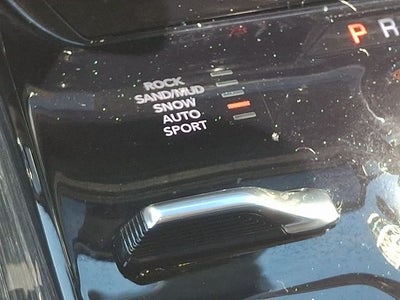 P R
ROCK
SAND/MUD
SNOW
AUTO
SPORT